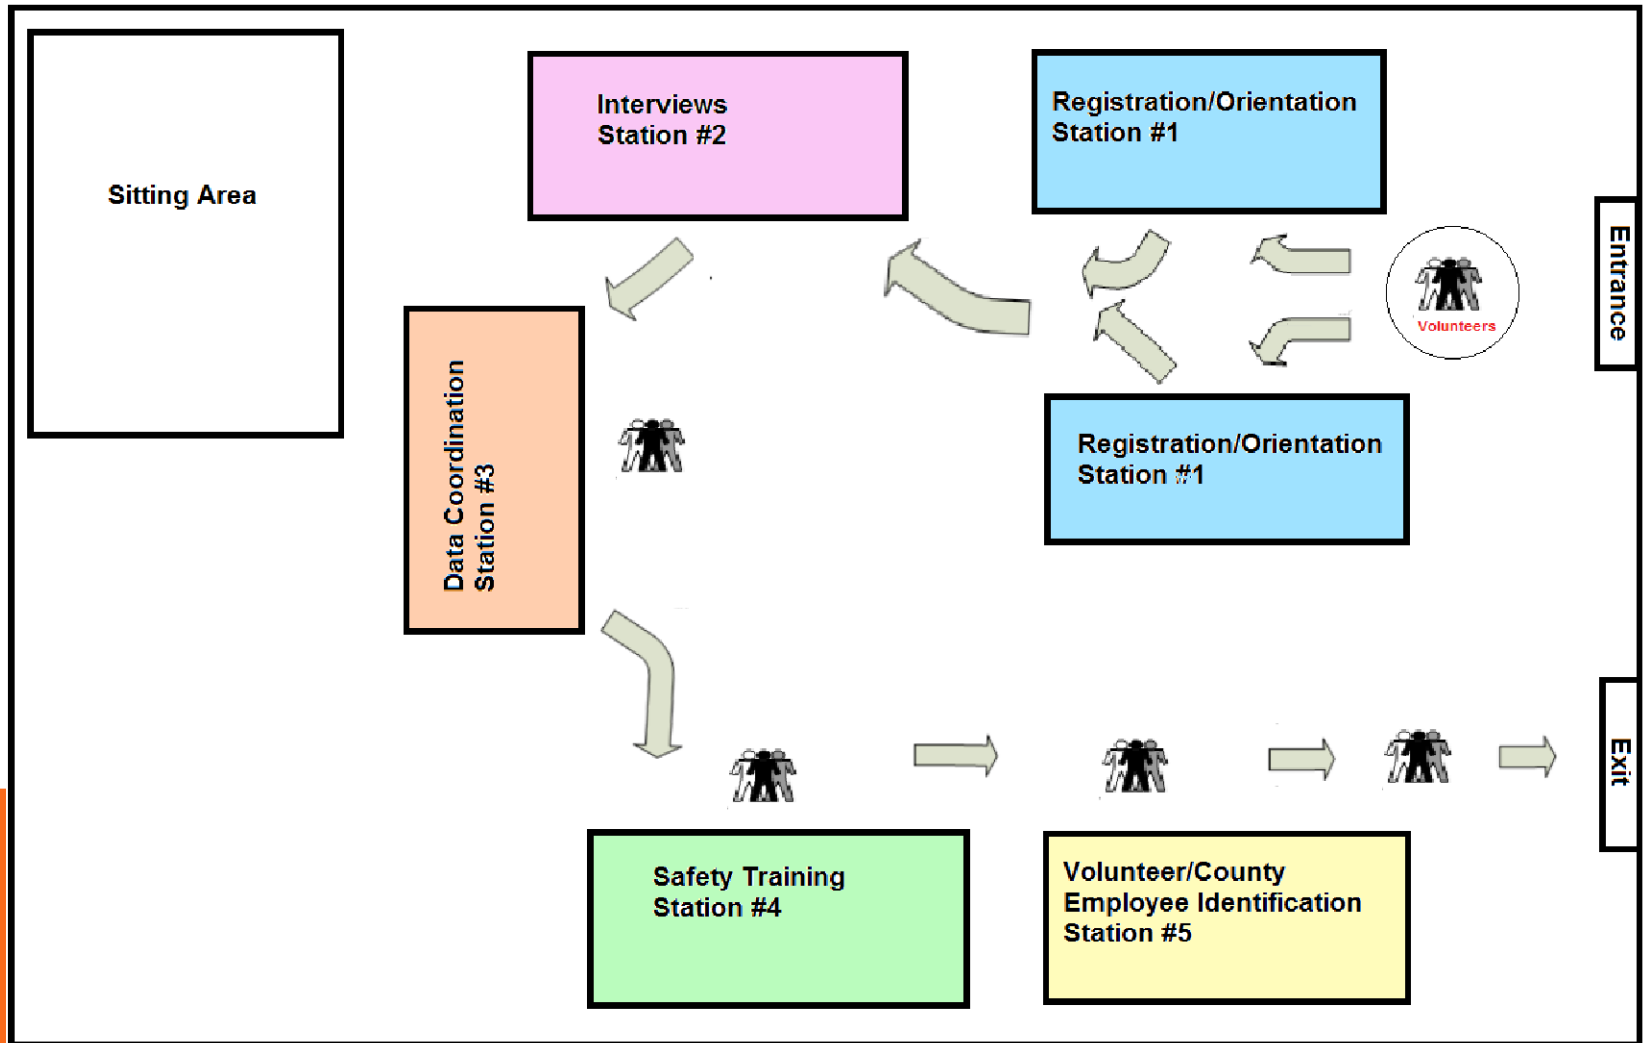 Sitting Area
Interviews
Station #2
Registration/Orientation
Station #1
Entrance
Volunteers
Data Coordination
Station #3
Registration/Orientation
Station #1
Safety Training
Station #4
Volunteer/County
Employee Identification
Station #5
Exit